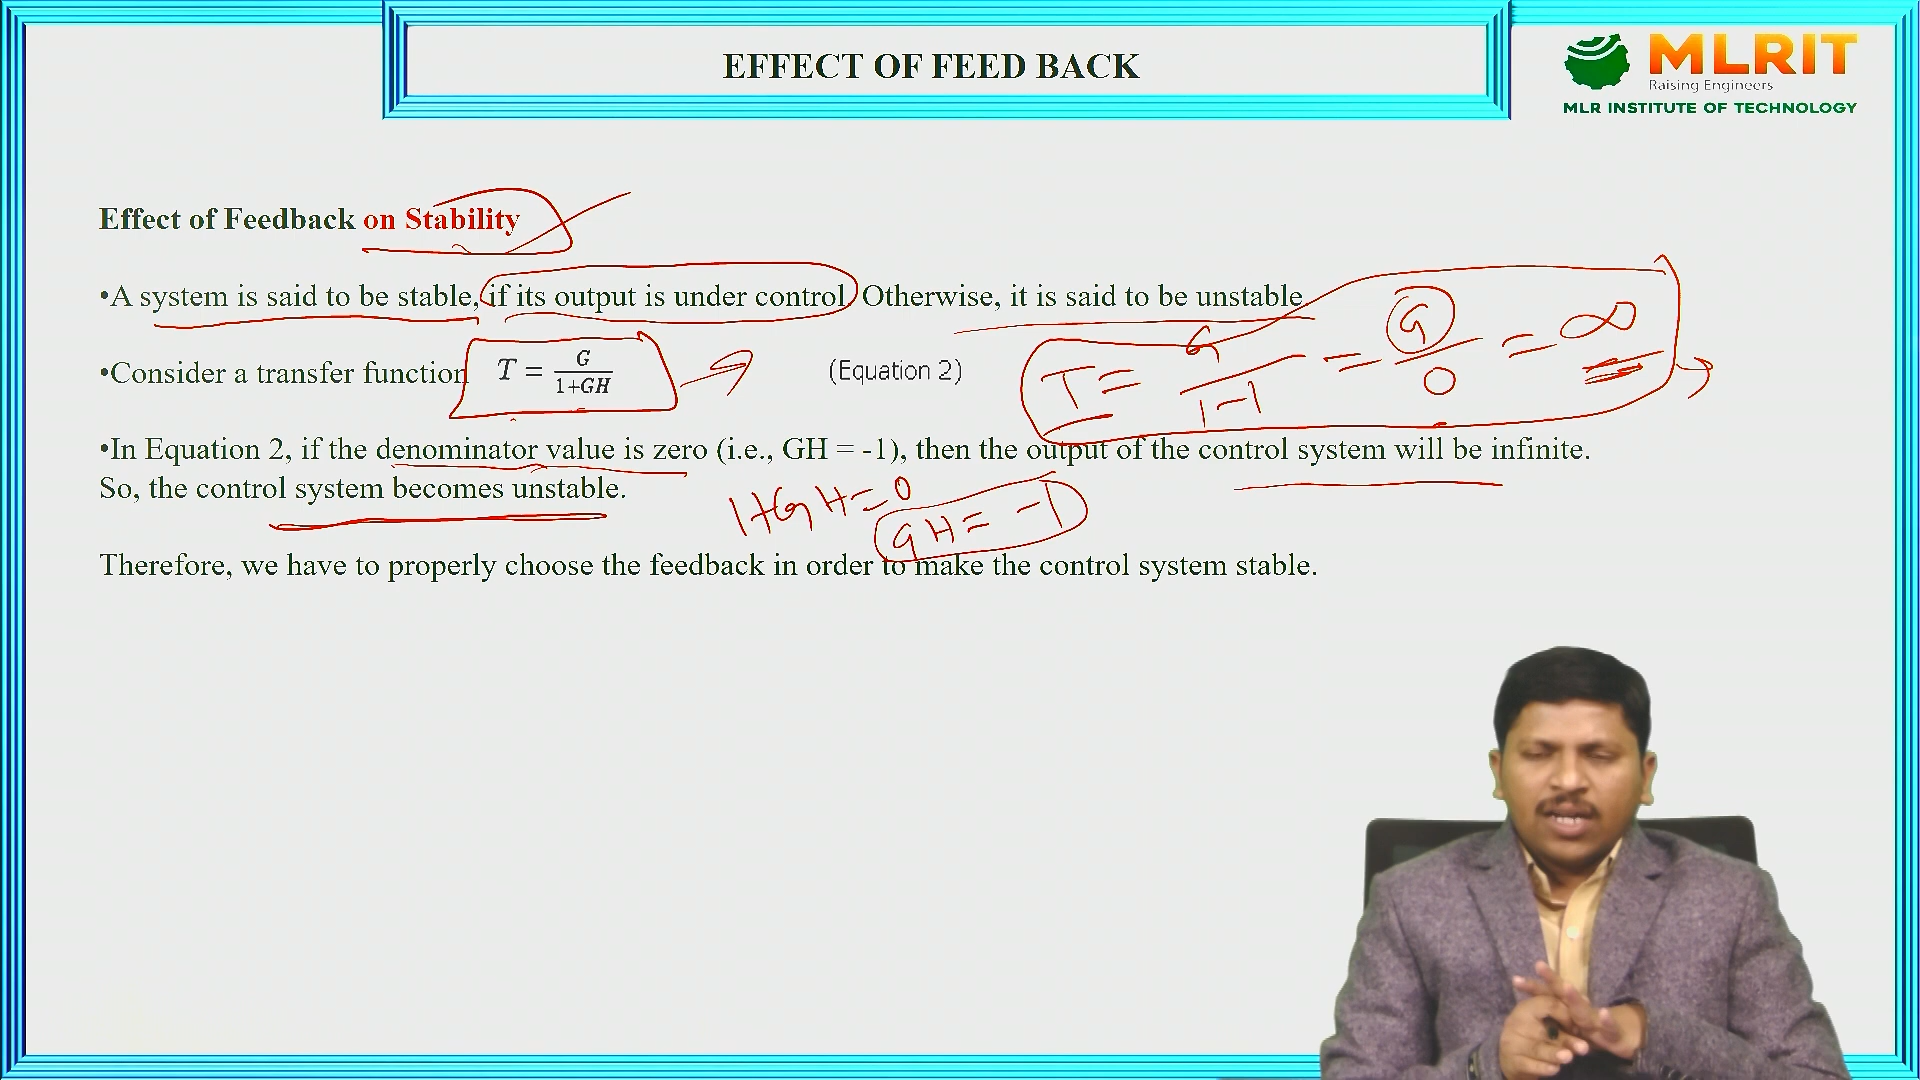 EFFECT OF FEED BACK
MLRIT
Raising Engineers
MLR INSTITUTE OF TECHNOLOGY
Effect of Feedback on Stability
•A system is said to be stable, if its output is under control. Otherwise, it is said to be unstable.
•Consider a transfer function T = G / 1+GH (Equation 2)
T = G / 1-1 = G / 0 = ∞
•In Equation 2, if the denominator value is zero (i.e., GH = -1), then the output of the control system will be infinite.
So, the control system becomes unstable.
1+GH=0
GH= -1
Therefore, we have to properly choose the feedback in order to make the control system stable.